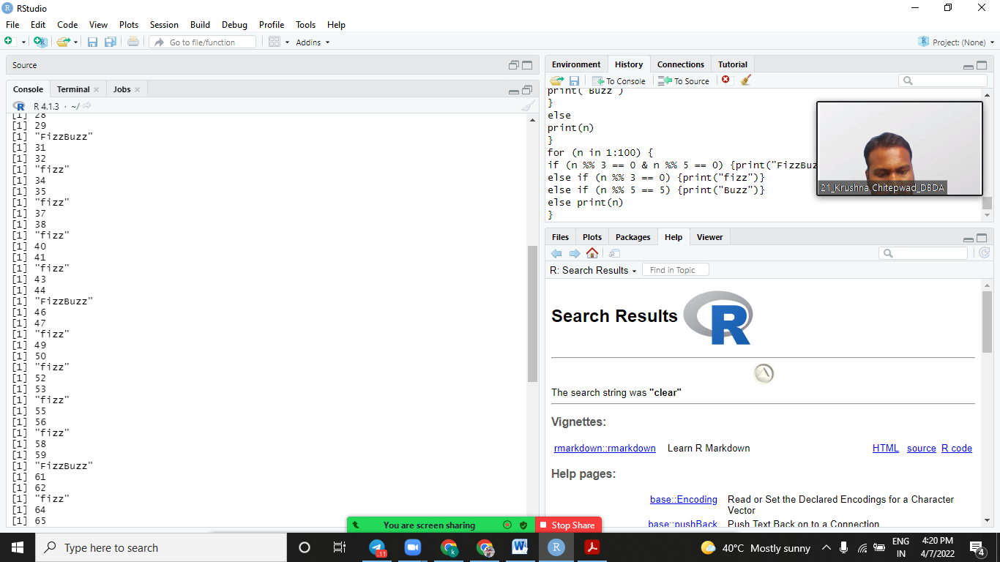 RStudio
File Edit Code View Plots Session Build Debug Profile Tools Help
Go to file/function
Addins
Project: (None)
Source
Console Terminal Jobs
R 4.1.3 · ~/
[1] 28
[1] 29
[1] "FizzBuzz"
[1] 31
[1] 32
[1] "fizz"
[1] 34
[1] 35
[1] "fizz"
[1] 37
[1] 38
[1] "fizz"
[1] 40
[1] 41
[1] "fizz"
[1] 43
[1] 44
[1] "FizzBuzz"
[1] 46
[1] 47
[1] "fizz"
[1] 49
[1] 50
[1] "fizz"
[1] 52
[1] 53
[1] "fizz"
[1] 55
[1] 56
[1] "fizz"
[1] 58
[1] 59
[1] "FizzBuzz"
[1] 61
[1] 62
[1] "fizz"
[1] 64
[1] 65
Environment History Connections Tutorial
To Console To Source
print("Buzz")
}
else
print(n)
}
for (n in 1:100) {
if (n %% 3 == 0 & n %% 5 == 0) {print("FizzBu
else if (n %% 3 == 0) {print("fizz")}
else if (n %% 5 == 5) {print("Buzz")}
else print(n)
}
21_Krushna Chitepwad_DBDA
Files Plots Packages Help Viewer
R: Search Results Find in Topic
Search Results R
The search string was "clear"
Vignettes:
rmarkdown::rmarkdown Learn R Markdown HTML source R code
Help pages:
base::Encoding Read or Set the Declared Encodings for a Character
Vector
base::pushBack Push Text Back on to a Connection
You are screen sharing Stop Share
Type here to search
.11
40°C Mostly sunny
ENG
IN
4:20 PM
4/7/2022
4